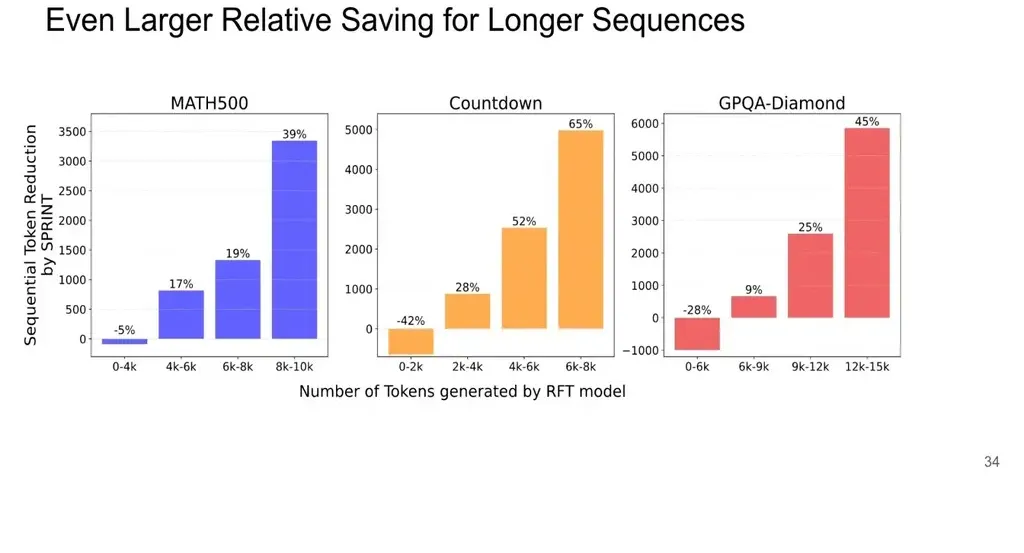 Even Larger Relative Saving for Longer Sequences
MATH500
Sequential Token Reduction
by SPRINT
3500
3000
2500
2000
1500
1000
500
0
-5%
17%
19%
39%
0-4k
4k-6k
6k-8k
8k-10k
Countdown
5000
4000
3000
2000
1000
0
-42%
28%
52%
65%
0-2k
2k-4k
4k-6k
6k-8k
GPQA-Diamond
6000
5000
4000
3000
2000
1000
0
−1000
-28%
9%
25%
45%
0-6k
6k-9k
9k-12k
12k-15k
Number of Tokens generated by RFT model
34